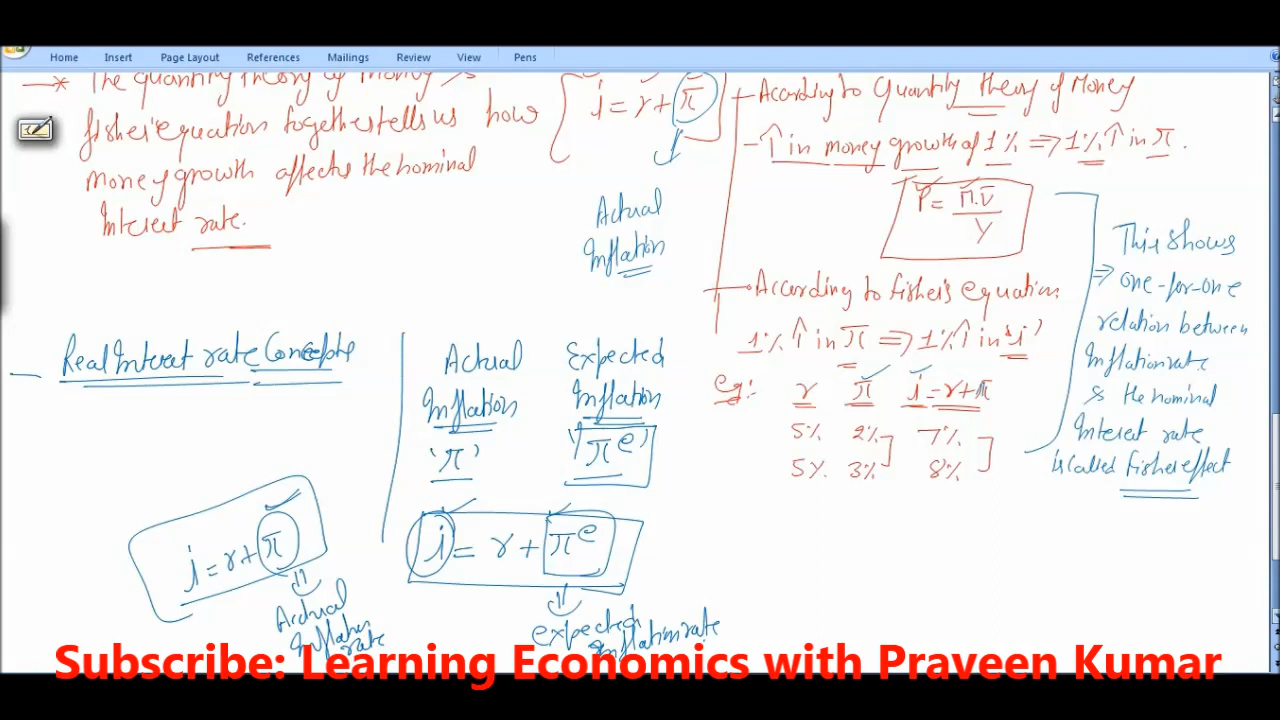 Home Insert Page Layout References Mailings Review View Pens
→* The quantity theory of money &
fisher's equation together tells us how
money growth affects the nominal
Interest rate.
i = r + π
Actual
Inflation
According to Quantity theory of Money
- ↑ in money growth of 1% ⇒ 1% ↑ in π.
P = M.V̄
Y
According to fisher's equation
1% ↑ in π ⇒ 1% ↑ in 'i'
eg:- r π i = r + π
5% 2% 7%
5% 3% 8%
This shows
⇒ one-for-one
relation between
Inflation rate
& the nominal
Interest rate
is called fisher effect
Real Interest rate Concepts
i = r + π
Actual
Inflation
rate
Actual
Inflation
'π'
Expected
Inflation
'πe'
i = r + πe
expected
Inflation rate
Subscribe: Learning Economics with Praveen Kumar